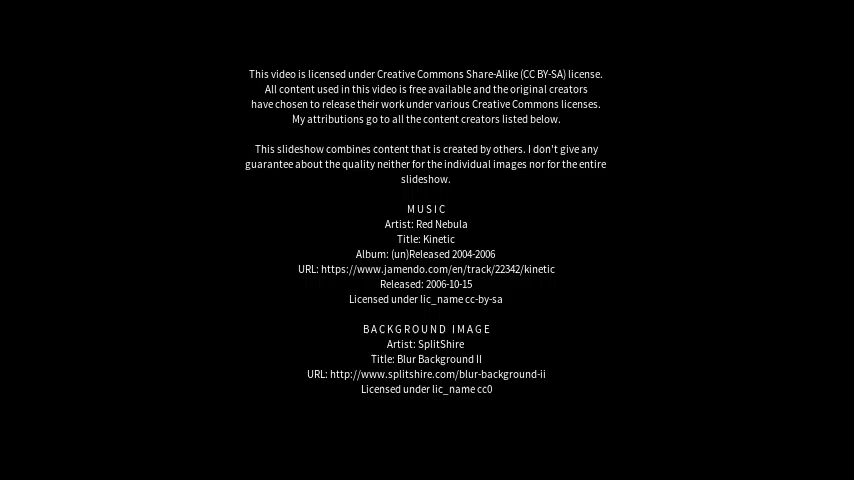 This video is licensed under Creative Commons Share-Alike (CC BY-SA) license.
All content used in this video is free available and the original creators
have chosen to release their work under various Creative Commons licenses.
My attributions go to all the content creators listed below.
This slideshow combines content that is created by others. I don't give any
guarantee about the quality neither for the individual images nor for the entire
slideshow.
MUSIC
Artist: Red Nebula
Title: Kinetic
Album: (un)Released 2004-2006
URL: https://www.jamendo.com/en/track/22342/kinetic
Released: 2006-10-15
Licensed under lic_name cc-by-sa
BACKGROUND IMAGE
Artist: SplitShire
Title: Blur Background II
URL: http://www.splitshire.com/blur-background-ii
Licensed under lic_name cc0